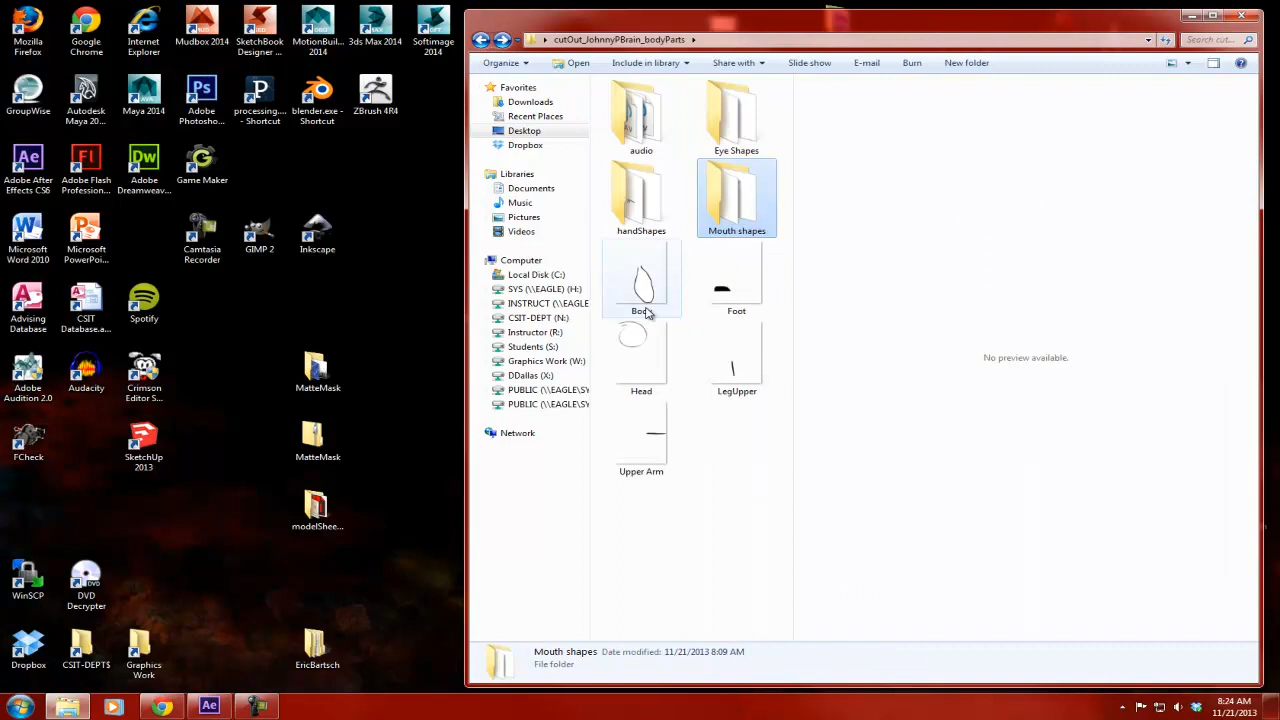 Mozilla
Firefox
Google
Chrome
Internet
Explorer
Mudbox 2014
SketchBook
Designer ...
MotionBuil...
2014
3ds Max 2014
Softimage
2014
GroupWise
Autodesk
Maya 20...
Maya 2014
Adobe
Photosho...
processing....
- Shortcut
blender.exe -
Shortcut
ZBrush 4R4
Adobe After
Effects CS6
Adobe Flash
Profession...
Adobe
Dreamweav...
Game Maker
Microsoft
Word 2010
Microsoft
PowerPoi...
Camtasia
Recorder
GIMP 2
Inkscape
Advising
Database
CSIT
Database.a...
Spotify
Adobe
Audition 2.0
Audacity
Crimson
Editor S...
MatteMask
FCheck
SketchUp
2013
MatteMask
modelShee...
WinSCP
DVD
Decrypter
Dropbox
CSIT-DEPT$
Graphics
Work
EricBartsch
cutOut_JohnnyPBrain_bodyParts
Search cut...
Organize
Open
Include in library
Share with
Slide show
E-mail
Burn
New folder
Favorites
Downloads
Recent Places
Desktop
Dropbox
Libraries
Documents
Music
Pictures
Videos
Computer
Local Disk (C:)
SYS (\\EAGLE) (H:)
INSTRUCT (\\EAGLE
CSIT-DEPT (N:)
Instructor (R:)
Students (S:)
Graphics Work (W:)
DDallas (X:)
PUBLIC (\\EAGLE\SY
PUBLIC (\\EAGLE\SY
Network
audio
Eye Shapes
handShapes
Mouth shapes
Foot
Head
LegUpper
Upper Arm
No preview available.
Mouth shapes
Date modified: 11/21/2013 8:09 AM
File folder
8:24 AM
11/21/2013